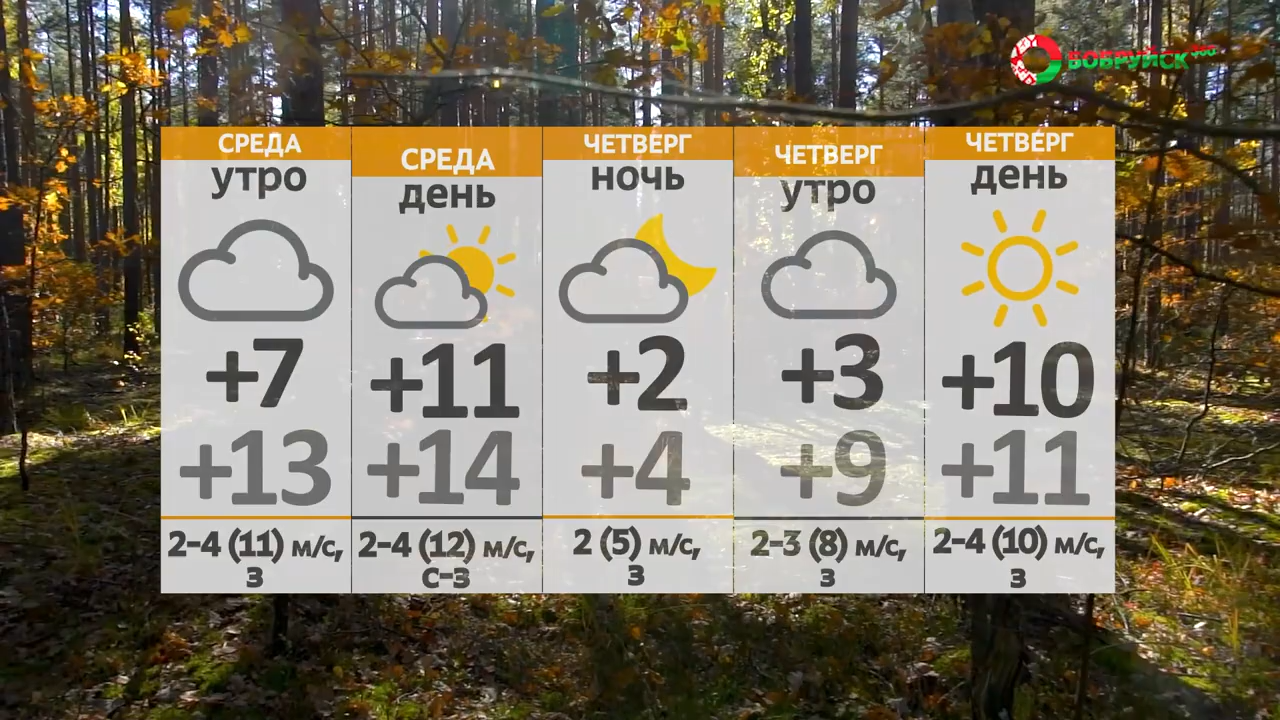 БОБРУЙСК 360
СРЕДА
утро
+7
+13
2-4 (11) м/с,
З
СРЕДА
день
+11
+14
2-4 (12) м/с,
С-З
ЧЕТВЕРГ
ночь
+2
+4
2 (5) м/с,
З
ЧЕТВЕРГ
утро
+3
+9
2-3 (8) м/с,
З
ЧЕТВЕРГ
день
+10
+11
2-4 (10) м/с,
З